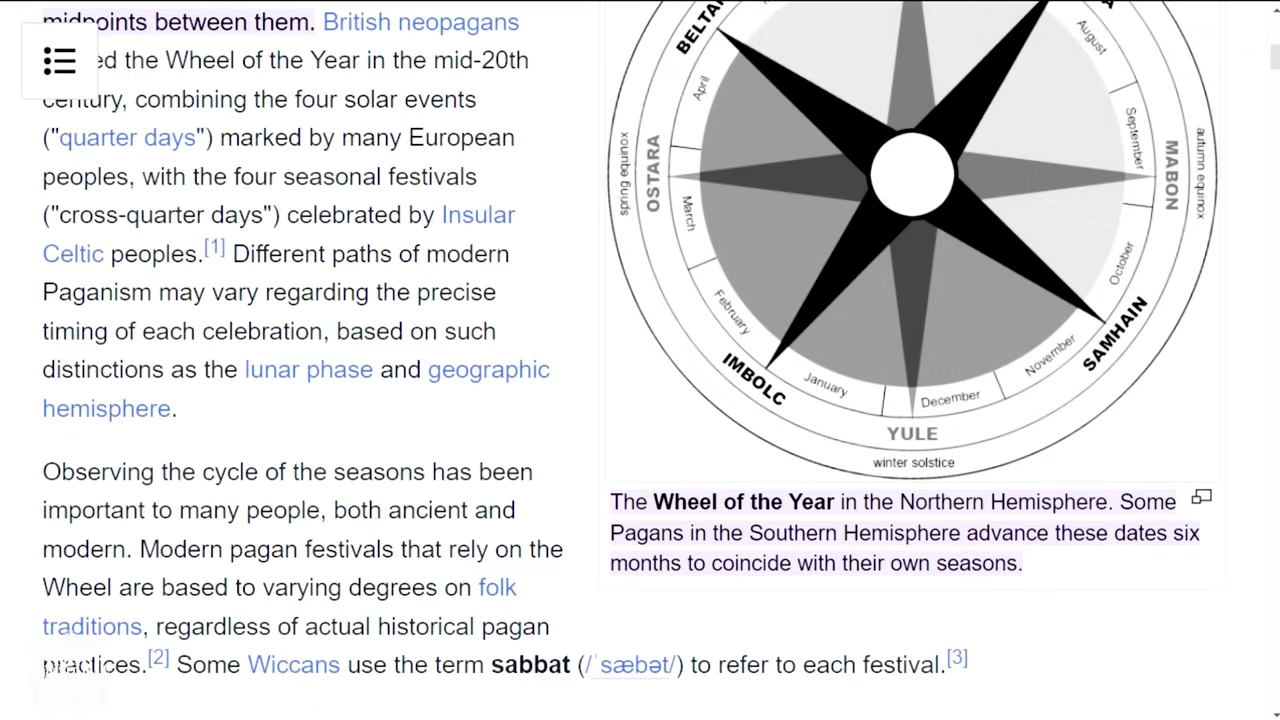 midpoints between them. British neopagans
ed the Wheel of the Year in the mid-20th
century, combining the four solar events
("quarter days") marked by many European
peoples, with the four seasonal festivals
("cross-quarter days") celebrated by Insular
Celtic peoples.[1] Different paths of modern
Paganism may vary regarding the precise
timing of each celebration, based on such
distinctions as the lunar phase and geographic
hemisphere.
Observing the cycle of the seasons has been
important to many people, both ancient and
modern. Modern pagan festivals that rely on the
Wheel are based to varying degrees on folk
traditions, regardless of actual historical pagan
practices.[2] Some Wiccans use the term sabbat (/ˈsæbət/) to refer to each festival.[3]
BELTA
April
August
spring equinox
OSTARA
September
MABON
autumn equinox
March
October
February
SAMHAIN
November
IMBOLC
January
December
YULE
winter solstice
The Wheel of the Year in the Northern Hemisphere. Some
Pagans in the Southern Hemisphere advance these dates six
months to coincide with their own seasons.